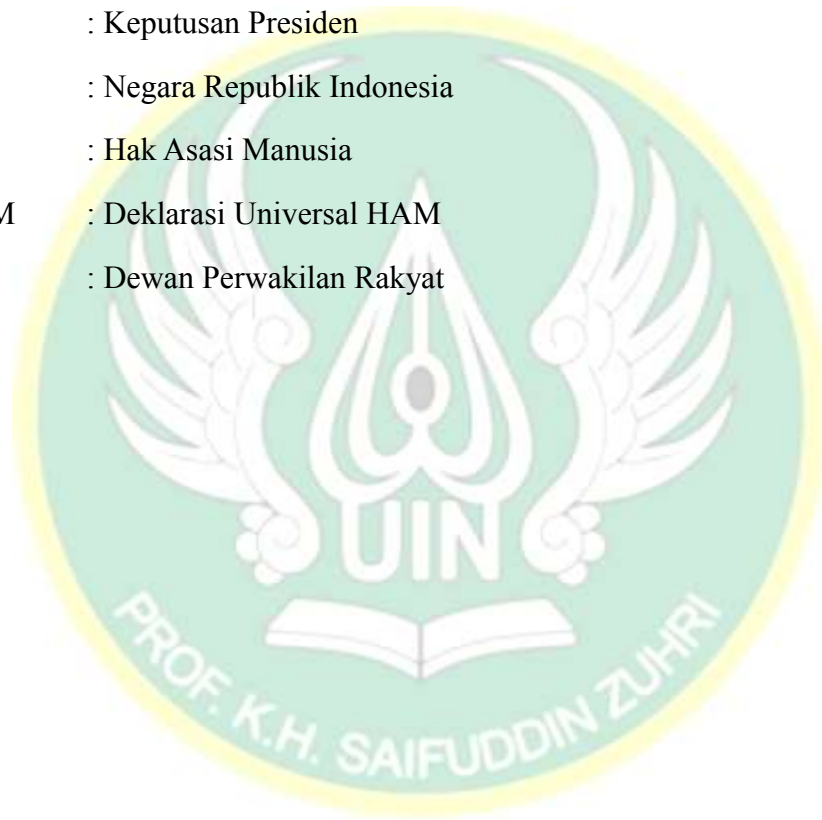 : Keputusan Presiden
: Negara Republik Indonesia
: Hak Asasi Manusia
M : Deklarasi Universal HAM
: Dewan Perwakilan Rakyat
UIN
PROF. K.H. SAIFUDDIN ZUHRI